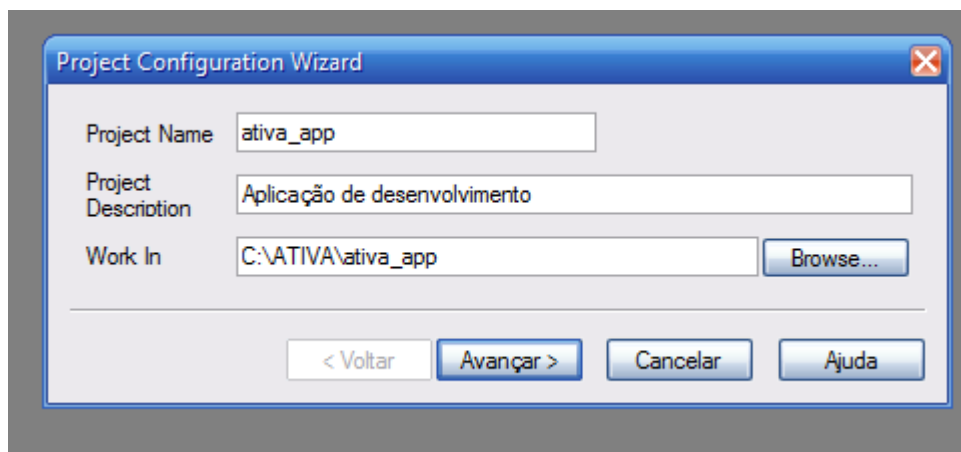 Project Configuration Wizard
Project Name ativa_app
Project
Description
Aplicação de desenvolvimento
Work In C:\ATIVA\ativa_app Browse...
< Voltar Avançar > Cancelar Ajuda